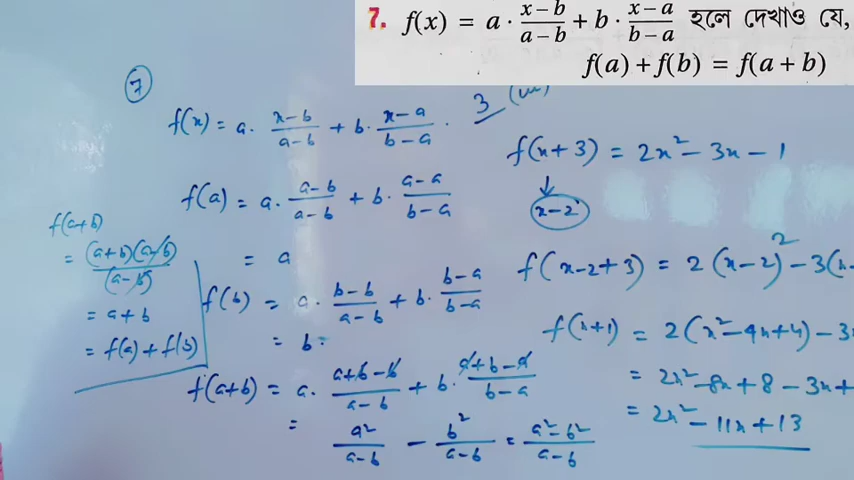 7. f(x) = a · (x−b)/(a−b) + b · (x−a)/(b−a) হলে দেখাও যে,
f(a) + f(b) = f(a + b)
7
f(x) = a. (x−b)/(a−b) + b. (x−a)/(b−a).
f(a) = a. (a−b)/(a−b) + b. (a−a)/(b−a)
= a
f(b) = a. (b−b)/(a−b) + b. (b−a)/(b−a)
= b
f(a+b) = a. (a+b−b)/(a−b) + b. (a+b−a)/(b−a)
= a²/(a−b) − b²/(a−b) = (a²−b²)/(a−b)
f(a+b)
= (a+b)(a−b)/(a−b)
= a+b
= f(a) + f(b)
3
f(x+3) = 2x² − 3x − 1
x−2
f(x−2+3) = 2(x−2)² − 3(x
f(x+1) = 2(x²−4x+4) − 3x
= 2x² − 8x + 8 − 3x +
= 2x² − 11x + 13